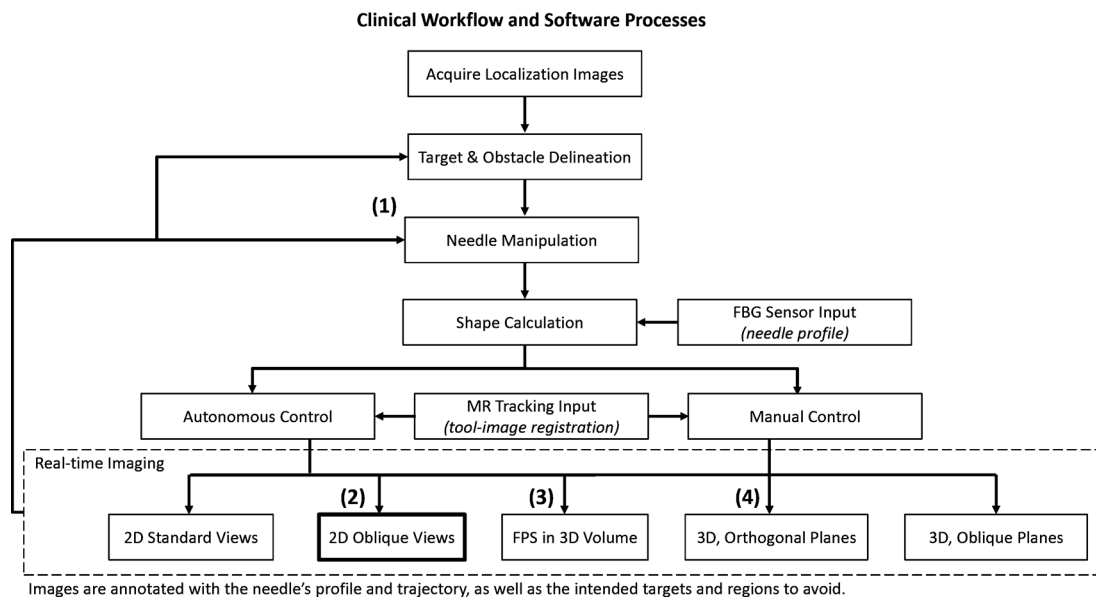 Clinical Workflow and Software Processes
Acquire Localization Images
Target & Obstacle Delineation
(1)
Needle Manipulation
Shape Calculation
FBG Sensor Input
(needle profile)
Autonomous Control
MR Tracking Input
(tool-image registration)
Manual Control
Real-time Imaging
(2)
(3)
(4)
2D Standard Views
2D Oblique Views
FPS in 3D Volume
3D, Orthogonal Planes
3D, Oblique Planes
Images are annotated with the needle's profile and trajectory, as well as the intended targets and regions to avoid.